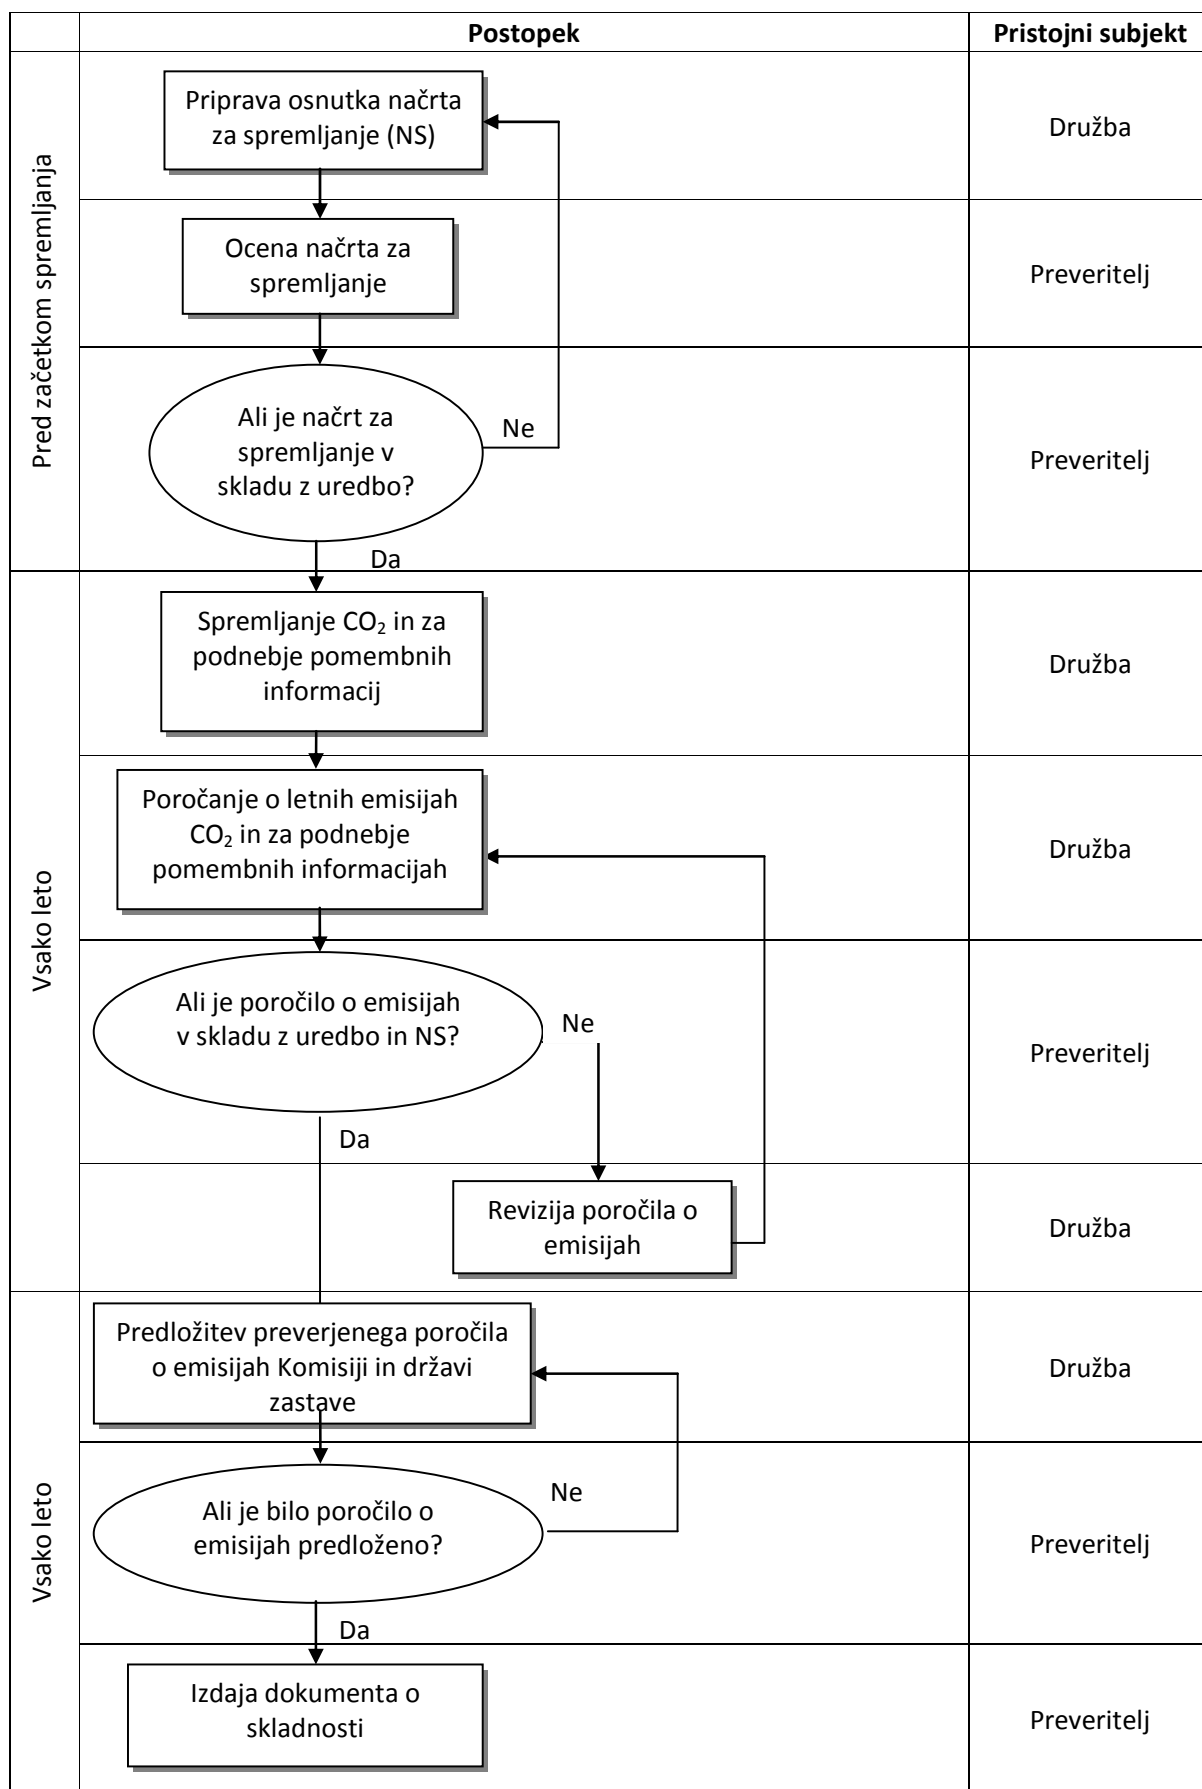 Postopek
Pristojni subjekt
Pred začetkom spremljanja
Priprava osnutka načrta
za spremljanje (NS)
Družba
Ocena načrta za
spremljanje
Preveritelj
Ali je načrt za
spremljanje v
skladu z uredbo?
Ne
Preveritelj
Da
Vsako leto
Spremljanje CO₂ in za
podnebje pomembnih
informacij
Družba
Poročanje o letnih emisijah
CO₂ in za podnebje
pomembnih informacijah
Družba
Ali je poročilo o emisijah
v skladu z uredbo in NS?
Ne
Preveritelj
Da
Revizija poročila o
emisijah
Družba
Vsako leto
Predložitev preverjenega poročila
o emisijah Komisiji in državi
zastave
Družba
Ali je bilo poročilo o
emisijah predloženo?
Ne
Preveritelj
Da
Izdaja dokumenta o
skladnosti
Preveritelj